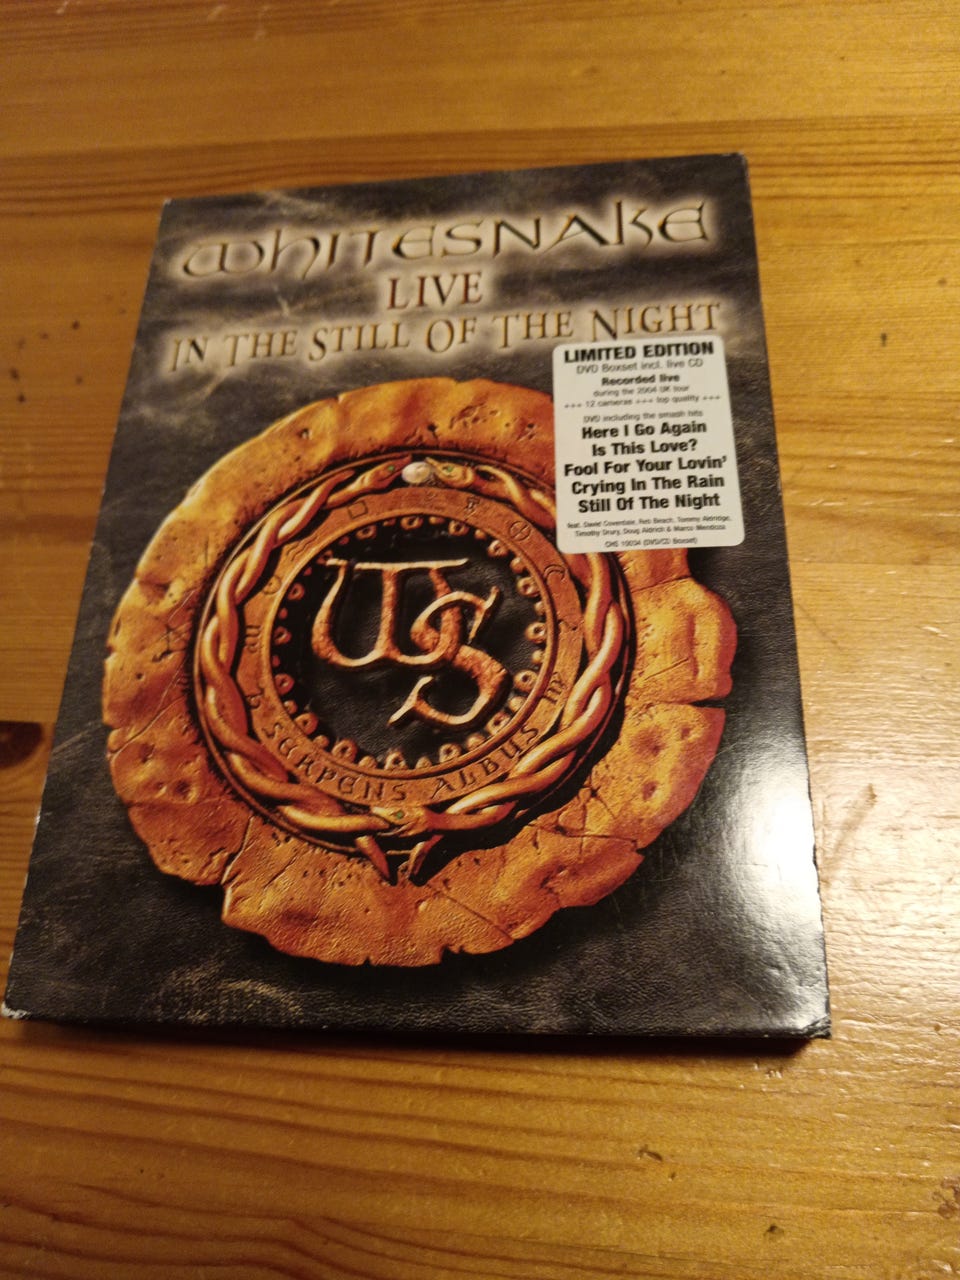 WHITESNAKE
LIVE
IN THE STILL OF THE NIGHT
LIMITED EDITION
DVD Boxset incl. live CD
Recorded live
during the 2004 UK tour
+++ 12 cameras +++ top quality +++
DVD including the smash hits
Here I Go Again
Is This Love?
Fool For Your Lovin'
Crying In The Rain
Still Of The Night
feat. David Coverdale, Reb Beach, Tommy Aldridge,
Timothy Drury, Doug Aldrich & Marco Mendoza
(DVD/CD Boxset)
WS
SERPENS ALBUS